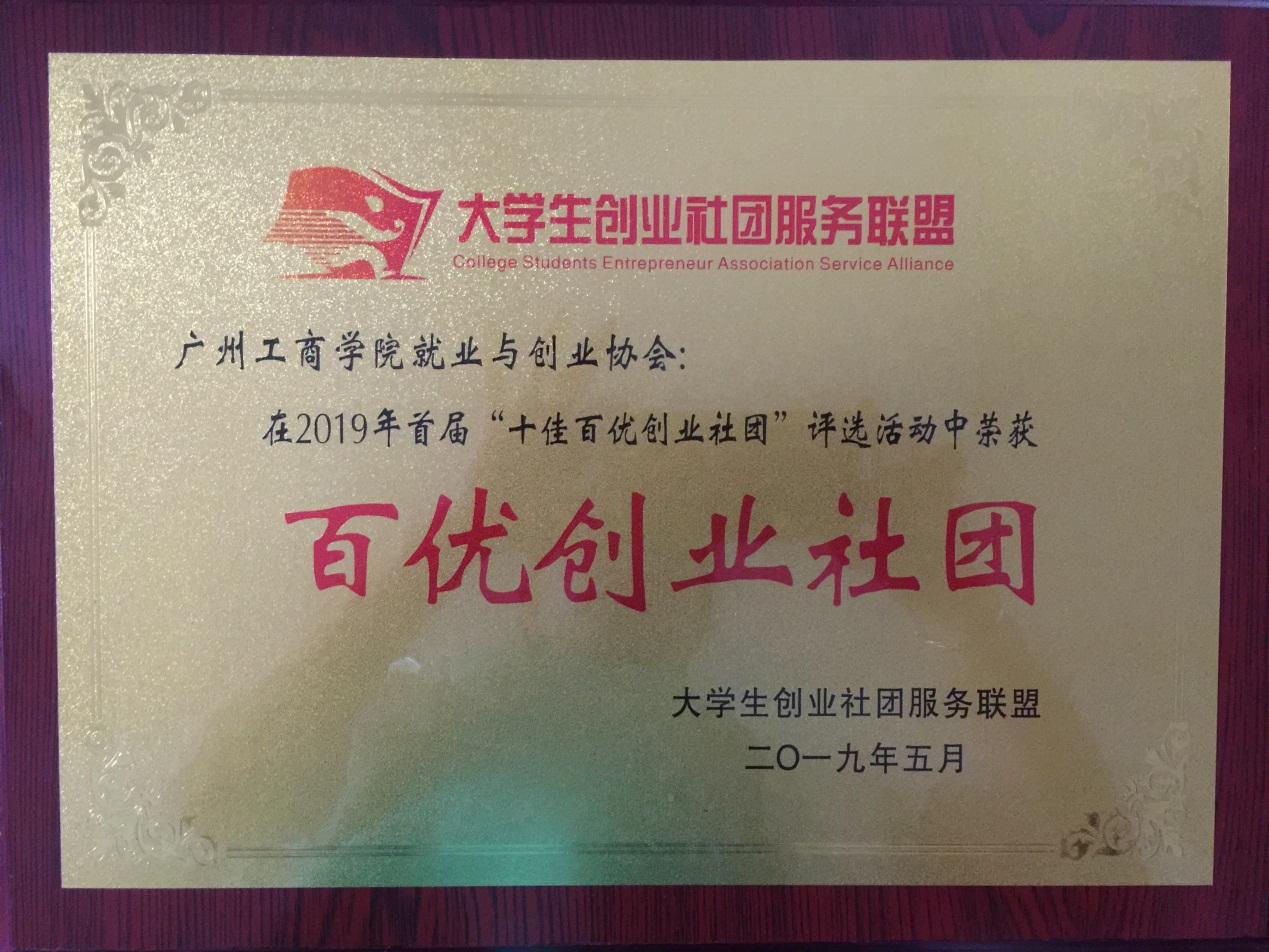 大学生创业社团服务联盟
College Students Entrepreneur Association Service Alliance
广州工商学院就业与创业协会:
在2019年首届“十佳百优创业社团”评选活动中荣获
百优创业社团
大学生创业社团服务联盟
二〇一九年五月